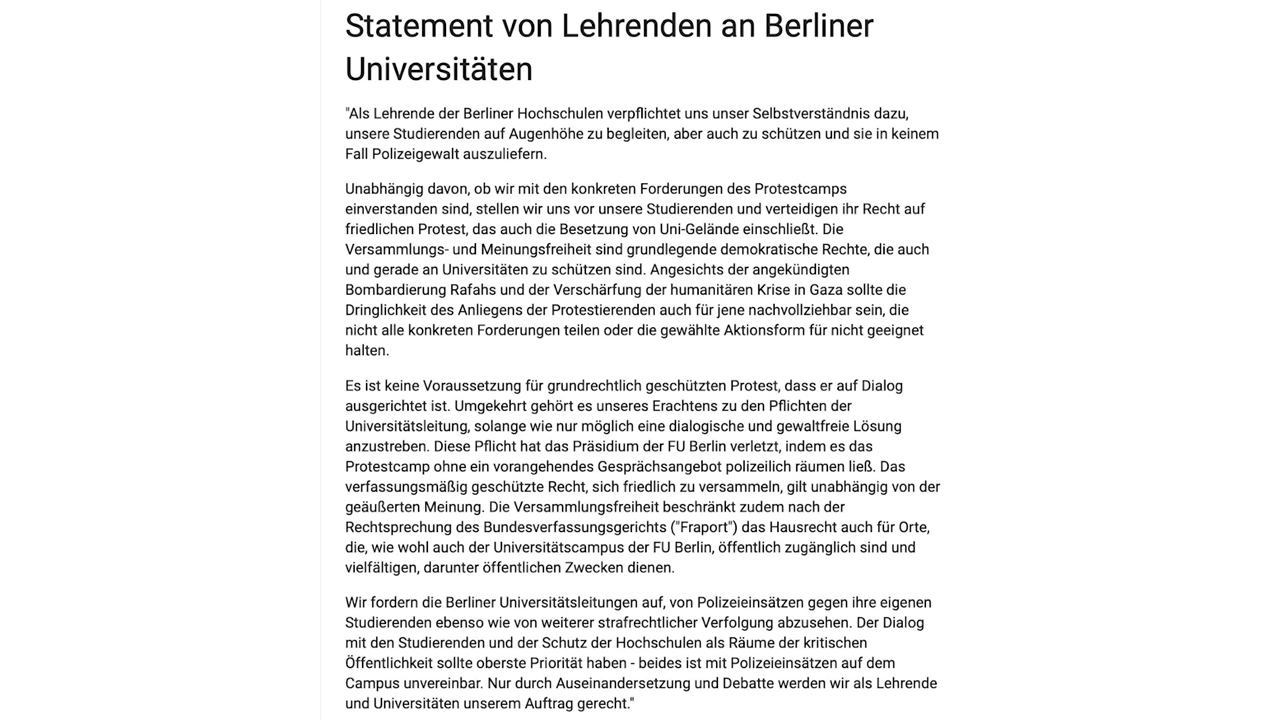 Statement von Lehrenden an Berliner
Universitäten
"Als Lehrende der Berliner Hochschulen verpflichtet uns unser Selbstverständnis dazu,
unsere Studierenden auf Augenhöhe zu begleiten, aber auch zu schützen und sie in keinem
Fall Polizeigewalt auszuliefern.
Unabhängig davon, ob wir mit den konkreten Forderungen des Protestcamps
einverstanden sind, stellen wir uns vor unsere Studierenden und verteidigen ihr Recht auf
friedlichen Protest, das auch die Besetzung von Uni-Gelände einschließt. Die
Versammlungs- und Meinungsfreiheit sind grundlegende demokratische Rechte, die auch
und gerade an Universitäten zu schützen sind. Angesichts der angekündigten
Bombardierung Rafahs und der Verschärfung der humanitären Krise in Gaza sollte die
Dringlichkeit des Anliegens der Protestierenden auch für jene nachvollziehbar sein, die
nicht alle konkreten Forderungen teilen oder die gewählte Aktionsform für nicht geeignet
halten.
Es ist keine Voraussetzung für grundrechtlich geschützten Protest, dass er auf Dialog
ausgerichtet ist. Umgekehrt gehört es unseres Erachtens zu den Pflichten der
Universitätsleitung, solange wie nur möglich eine dialogische und gewaltfreie Lösung
anzustreben. Diese Pflicht hat das Präsidium der FU Berlin verletzt, indem es das
Protestcamp ohne ein vorangehendes Gesprächsangebot polizeilich räumen ließ. Das
verfassungsmäßig geschützte Recht, sich friedlich zu versammeln, gilt unabhängig von der
geäußerten Meinung. Die Versammlungsfreiheit beschränkt zudem nach der
Rechtsprechung des Bundesverfassungsgerichts ("Fraport") das Hausrecht auch für Orte,
die, wie wohl auch der Universitätscampus der FU Berlin, öffentlich zugänglich sind und
vielfältigen, darunter öffentlichen Zwecken dienen.
Wir fordern die Berliner Universitätsleitungen auf, von Polizeieinsätzen gegen ihre eigenen
Studierenden ebenso wie von weiterer strafrechtlicher Verfolgung abzusehen. Der Dialog
mit den Studierenden und der Schutz der Hochschulen als Räume der kritischen
Öffentlichkeit sollte oberste Priorität haben - beides ist mit Polizeieinsätzen auf dem
Campus unvereinbar. Nur durch Auseinandersetzung und Debatte werden wir als Lehrende
und Universitäten unserem Auftrag gerecht."